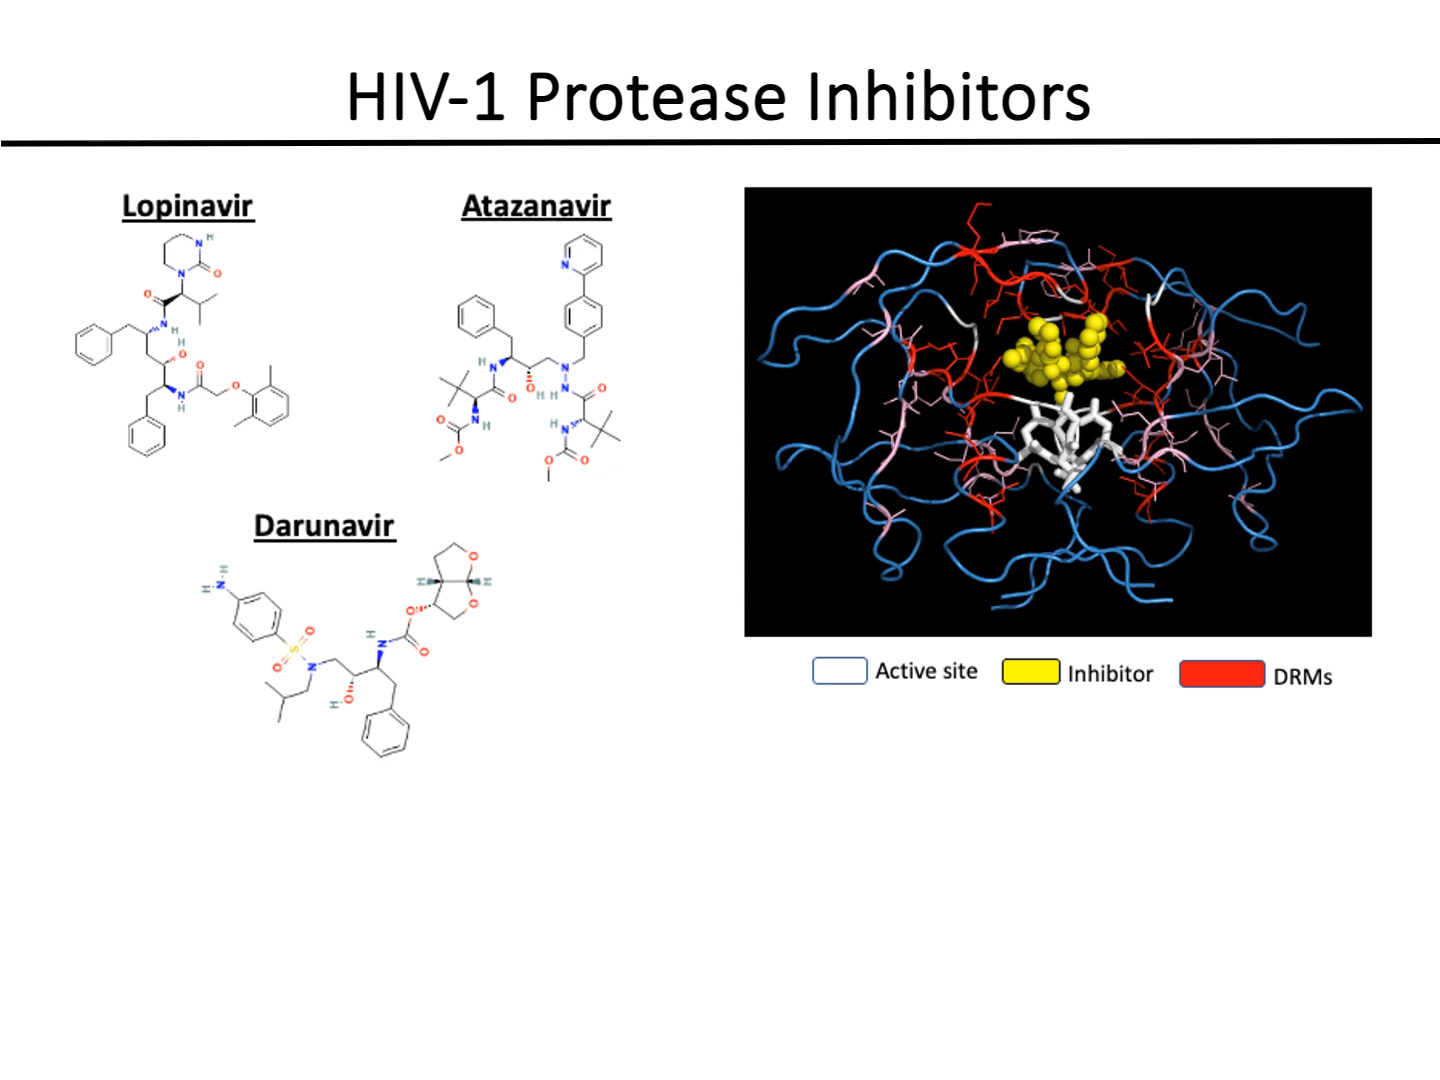 HIV-1 Protease Inhibitors
Lopinavir
Atazanavir
Darunavir
Active site
Inhibitor
DRMs